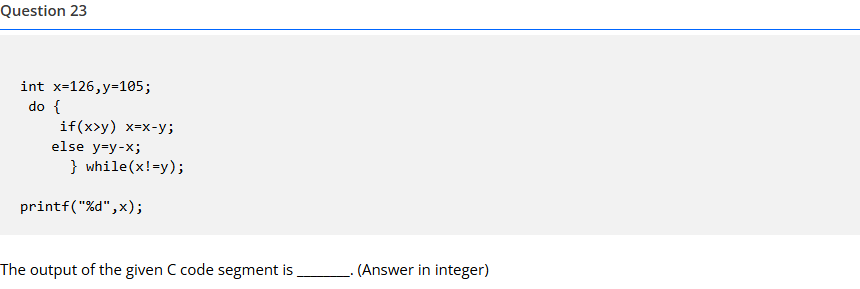 Question 23
int x=126,y=105;
do {
if(x>y) x=x-y;
else y=y-x;
} while(x!=y);
printf("%d",x);
The output of the given C code segment is ________. (Answer in integer)